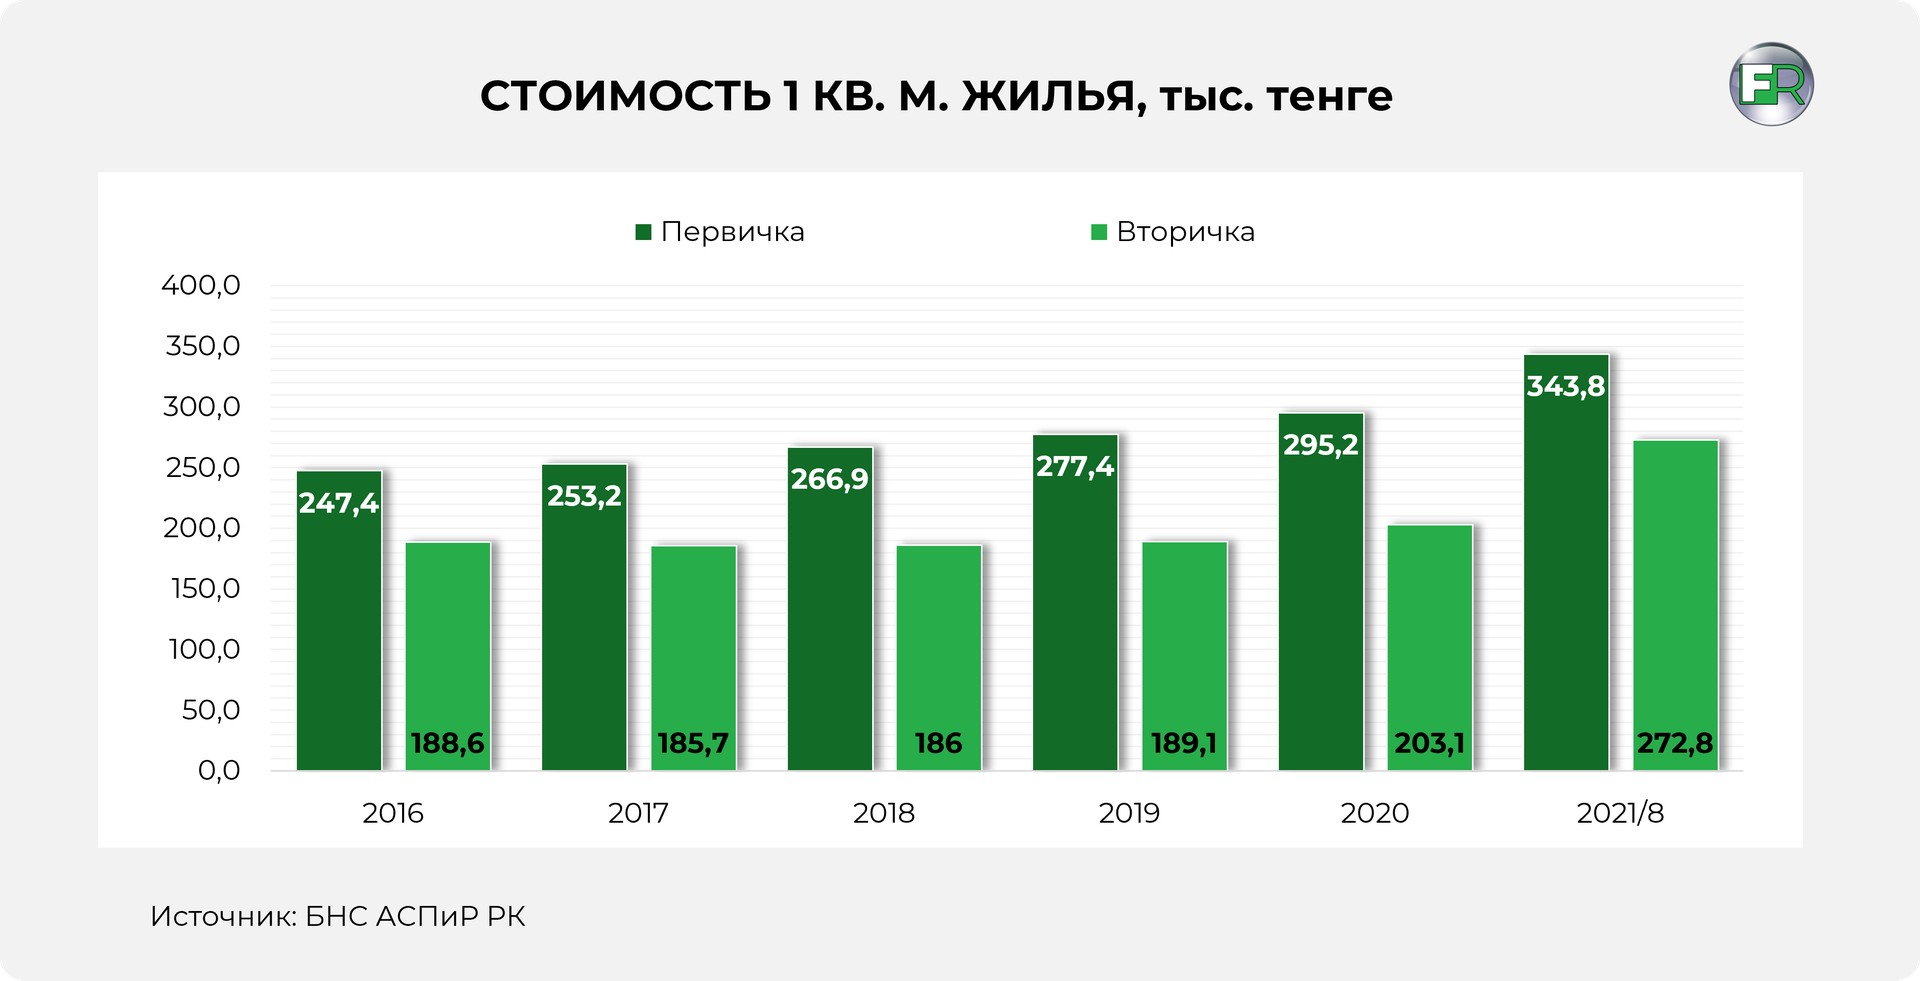 СТОИМОСТЬ 1 КВ. М. ЖИЛЬЯ, тыс. тенге
FR
Первичка Вторичка
400,0
350,0
300,0
250,0
200,0
150,0
100,0
50,0
0,0
247,4 188,6 253,2 185,7 266,9 186 277,4 189,1 295,2 203,1 343,8 272,8
2016 2017 2018 2019 2020 2021/8
Источник: БНС АСПиР РК